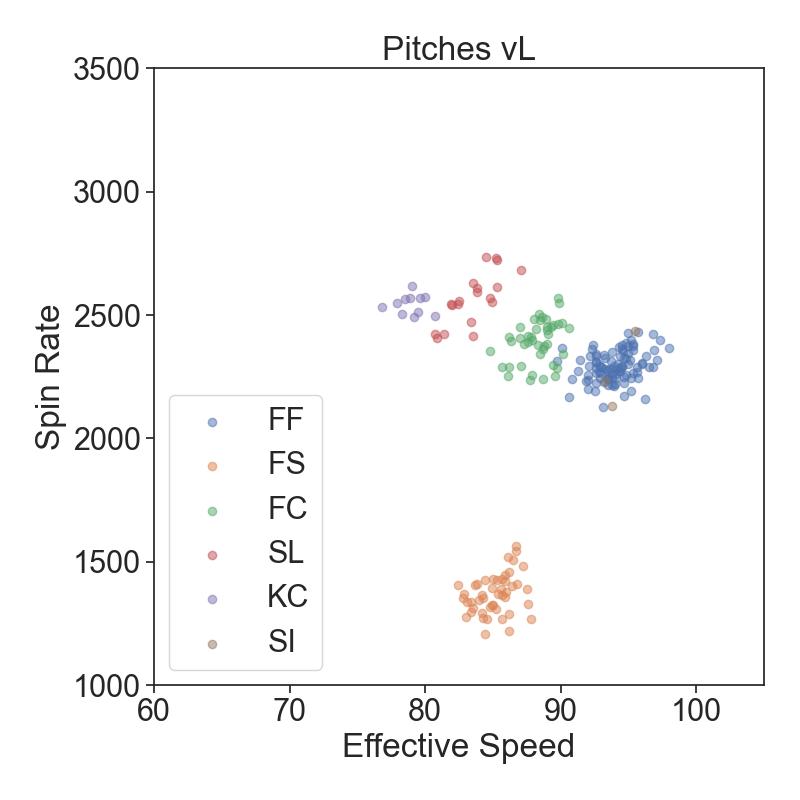 Pitches vL
3500
3000
2500
2000
1500
1000
Spin Rate
FF
FS
FC
SL
KC
SI
60 70 80 90 100
Effective Speed